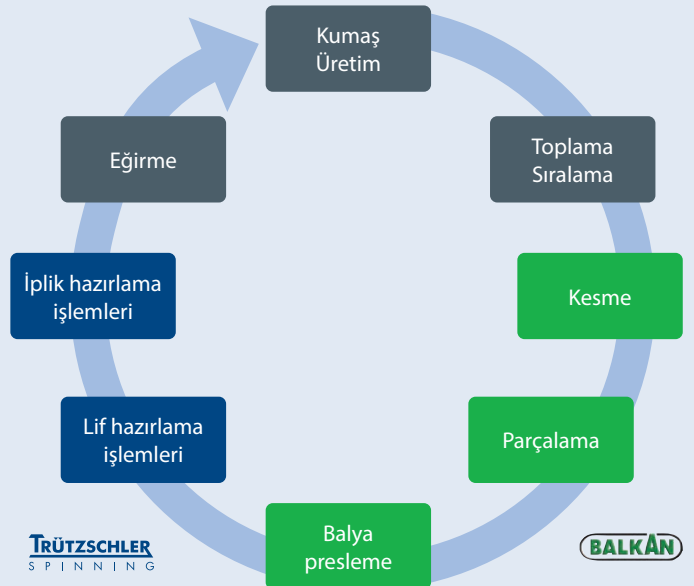 Kumaş
Üretim
Toplama
Sıralama
Kesme
Parçalama
Balya
presleme
Lif hazırlama
işlemleri
İplik hazırlama
işlemleri
Eğirme
TRÜTZSCHLER
SPINNING
BALKAN